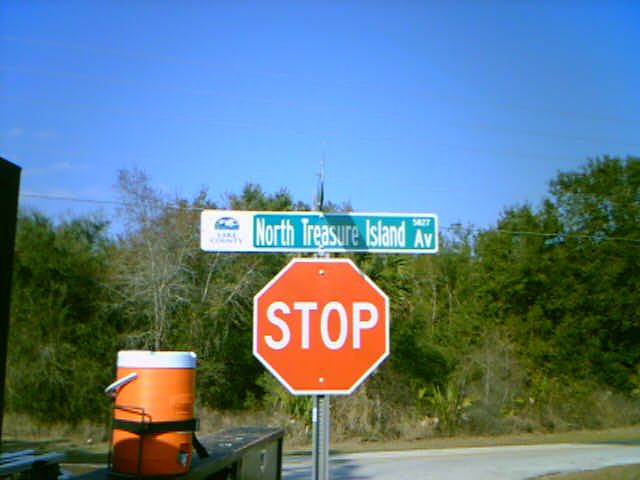 LAKE
COUNTY
North Treasure Island
5827
Av
STOP